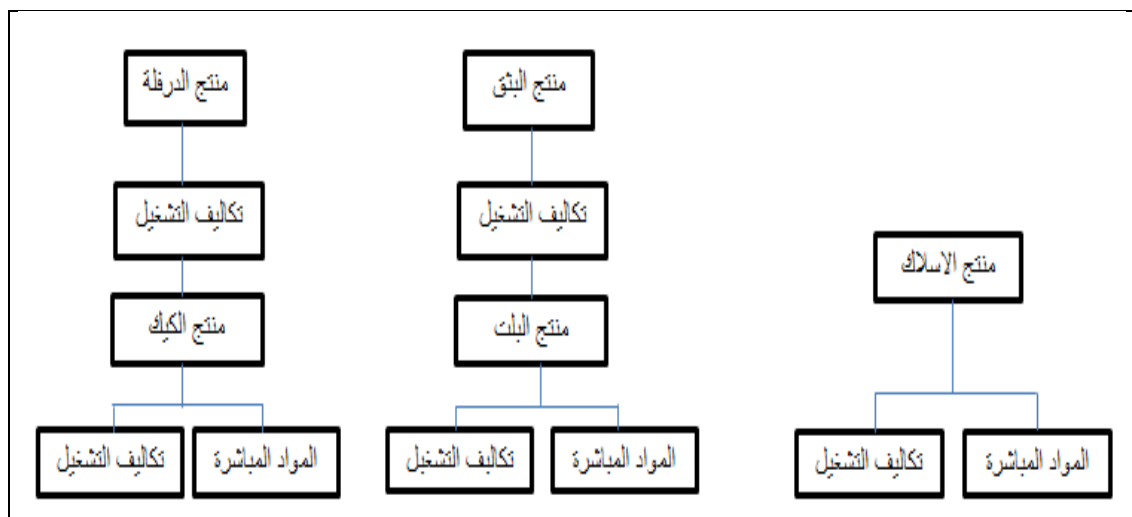 منتج البثق
منتج الدرفلة
تكاليف التشغيل
تكاليف التشغيل
منتج الاسلاك
منتج البلت
منتج الكيك
المواد المباشرة
تكاليف التشغيل
المواد المباشرة
تكاليف التشغيل
المواد المباشرة
تكاليف التشغيل